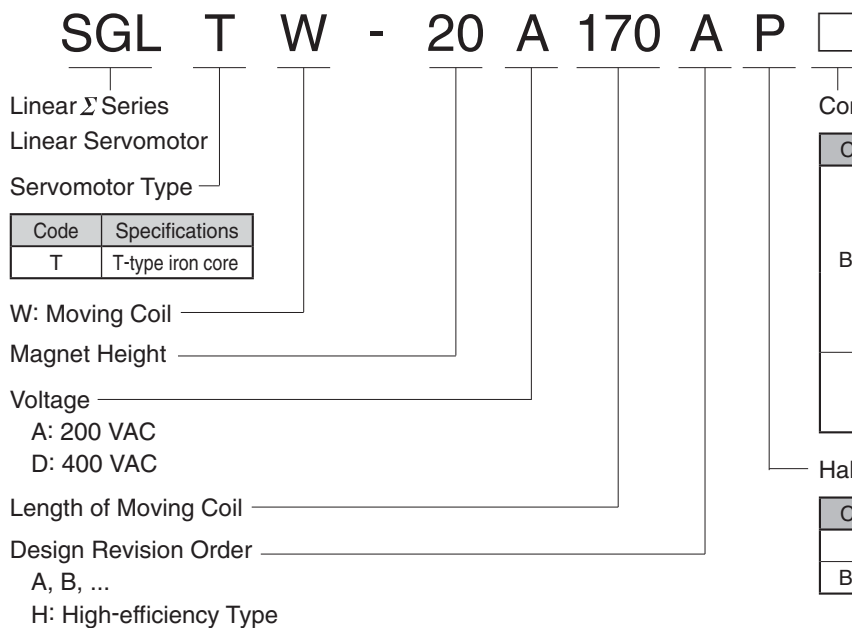 SGL T W - 20 A 170 A P
Linear Σ Series
Linear Servomotor
Servomotor Type
Code Specifications
T T-type iron core
W: Moving Coil
Magnet Height
Voltage
A: 200 VAC
D: 400 VAC
Length of Moving Coil
Design Revision Order
A, B, ...
H: High-efficiency Type
B
B